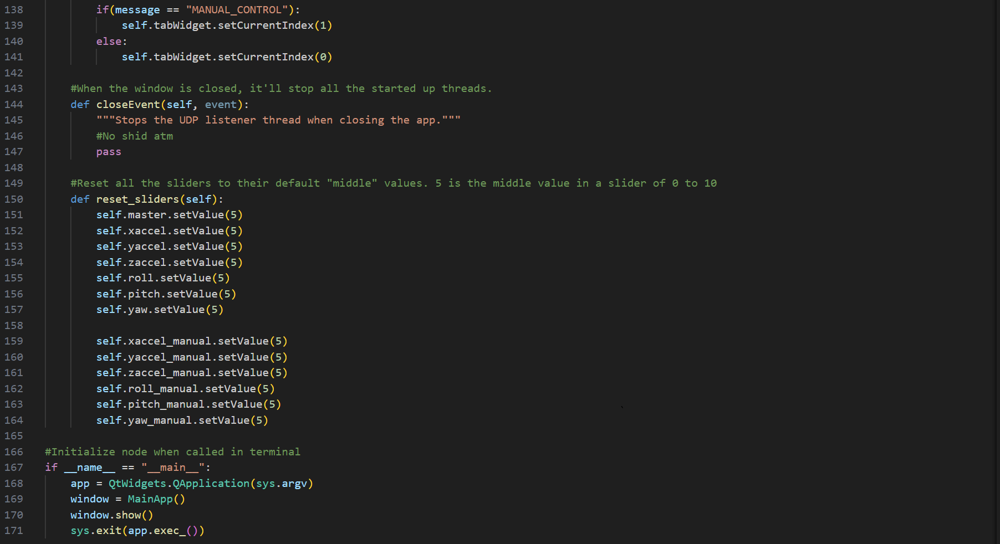 138 if(message == "MANUAL_CONTROL"):
139 self.tabWidget.setCurrentIndex(1)
140 else:
141 self.tabWidget.setCurrentIndex(0)
142
143 #When the window is closed, it'll stop all the started up threads.
144 def closeEvent(self, event):
145 """Stops the UDP listener thread when closing the app."""
146 #No shid atm
147 pass
148
149 #Reset all the sliders to their default "middle" values. 5 is the middle value in a slider of 0 to 10
150 def reset_sliders(self):
151 self.master.setValue(5)
152 self.xaccel.setValue(5)
153 self.yaccel.setValue(5)
154 self.zaccel.setValue(5)
155 self.roll.setValue(5)
156 self.pitch.setValue(5)
157 self.yaw.setValue(5)
158
159 self.xaccel_manual.setValue(5)
160 self.yaccel_manual.setValue(5)
161 self.zaccel_manual.setValue(5)
162 self.roll_manual.setValue(5)
163 self.pitch_manual.setValue(5)
164 self.yaw_manual.setValue(5)
165
166 #Initialize node when called in terminal
167 if __name__ == "__main__":
168 app = QtWidgets.QApplication(sys.argv)
169 window = MainApp()
170 window.show()
171 sys.exit(app.exec_())